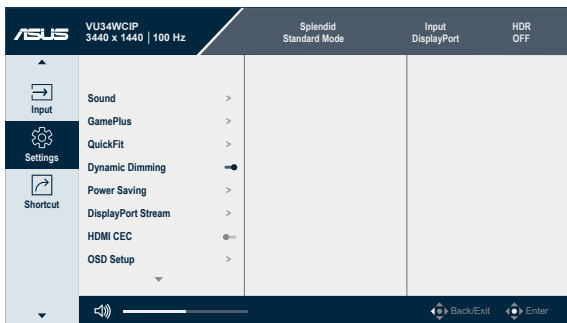 ASUS
VU34WCIP
3440 x 1440 | 100 Hz
Splendid
Standard Mode
Input
DisplayPort
HDR
OFF
Input
Settings
Shortcut
Sound >
GamePlus >
QuickFit >
Dynamic Dimming
Power Saving >
DisplayPort Stream >
HDMI CEC
OSD Setup >
Back/Exit
Enter